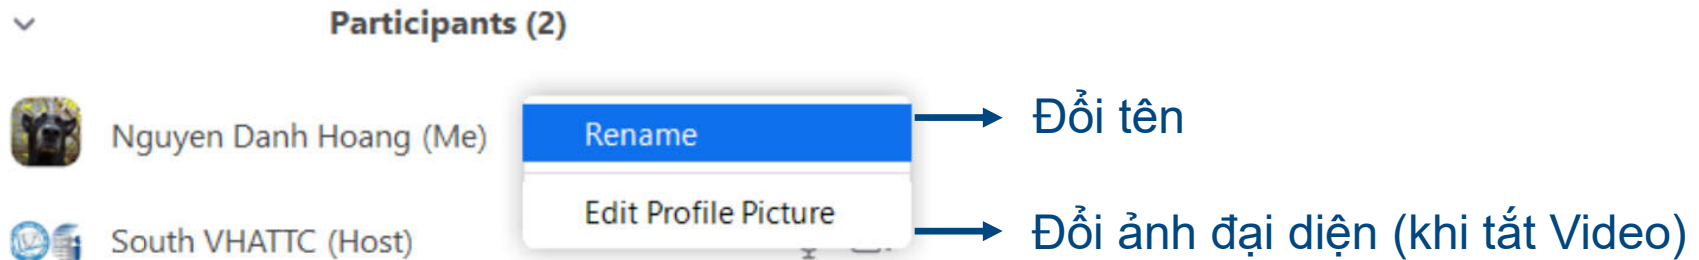 Participants (2)
Nguyen Danh Hoang (Me)
Rename
Đổi tên
Edit Profile Picture
South VHATTC (Host)
Đổi ảnh đại diện (khi tắt Video)